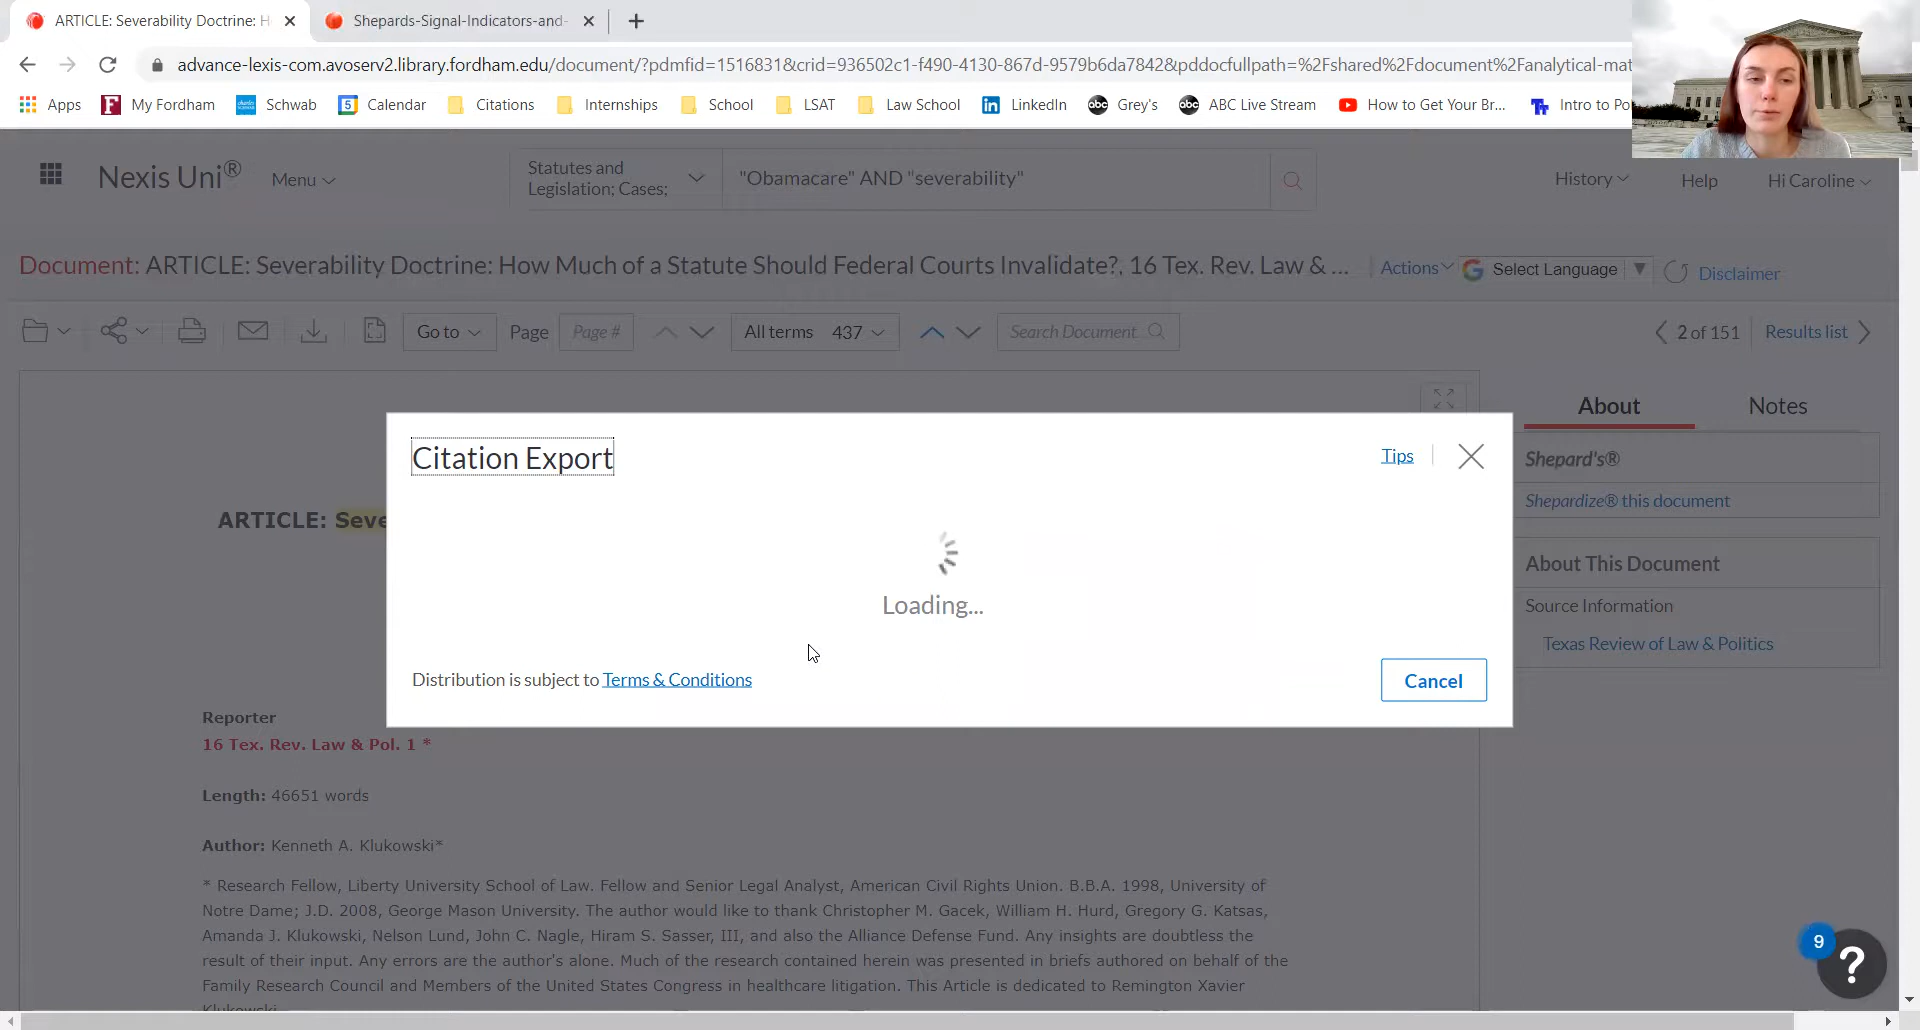 ARTICLE: Severability Doctrine: H
Shepards-Signal-Indicators-and-
advance-lexis-com.avoserv2.library.fordham.edu/document/?pdmfid=1516831&crid=936502c1-f490-4130-867d-9579b6da7842&pddocfullpath=%2Fshared%2Fdocument%2Fanalytical-mat
Apps My Fordham Schwab 5 Calendar Citations Internships School LSAT Law School LinkedIn abc Grey's abc ABC Live Stream How to Get Your Br... Intro to Po
Nexis Uni®
Menu
Statutes and
Legislation; Cases;
"Obamacare" AND "severability"
History
Help
Hi Caroline
Document: ARTICLE: Severability Doctrine: How Much of a Statute Should Federal Courts Invalidate?, 16 Tex. Rev. Law & ...
Actions
Select Language ▼
Disclaimer
Go to
Page
Page #
All terms 437
Search Document
2 of 151
Results list
Citation Export
Tips
Loading...
Distribution is subject to Terms & Conditions
Cancel
About
Notes
Shepard's®
Shepardize® this document
About This Document
Source Information
Texas Review of Law & Politics
ARTICLE: Seve
Reporter
16 Tex. Rev. Law & Pol. 1 *
Length: 46651 words
Author: Kenneth A. Klukowski*
* Research Fellow, Liberty University School of Law. Fellow and Senior Legal Analyst, American Civil Rights Union. B.B.A. 1998, University of
Notre Dame; J.D. 2008, George Mason University. The author would like to thank Christopher M. Gacek, William H. Hurd, Gregory G. Katsas,
Amanda J. Klukowski, Nelson Lund, John C. Nagle, Hiram S. Sasser, III, and also the Alliance Defense Fund. Any insights are doubtless the
result of their input. Any errors are the author's alone. Much of the research contained herein was presented in briefs authored on behalf of the
Family Research Council and Members of the United States Congress in healthcare litigation. This Article is dedicated to Remington Xavier
Klukowski.
9
?